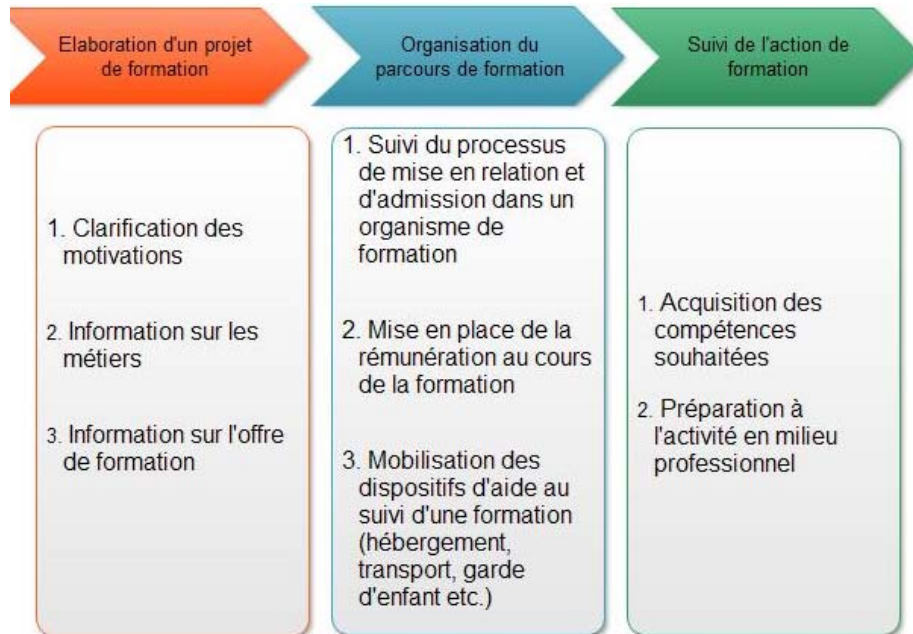 Elaboration d'un projet
de formation
Organisation du
parcours de formation
Suivi de l'action de
formation
1. Clarification des
motivations
2. Information sur les
métiers
3. Information sur l'offre
de formation
1. Suivi du processus
de mise en relation et
d'admission dans un
organisme de
formation
2. Mise en place de la
rémunération au cours
de la formation
3. Mobilisation des
dispositifs d'aide au
suivi d'une formation
(hébergement,
transport, garde
d'enfant etc.)
1. Acquisition des
compétences
souhaitées
2. Préparation à
l'activité en milieu
professionnel